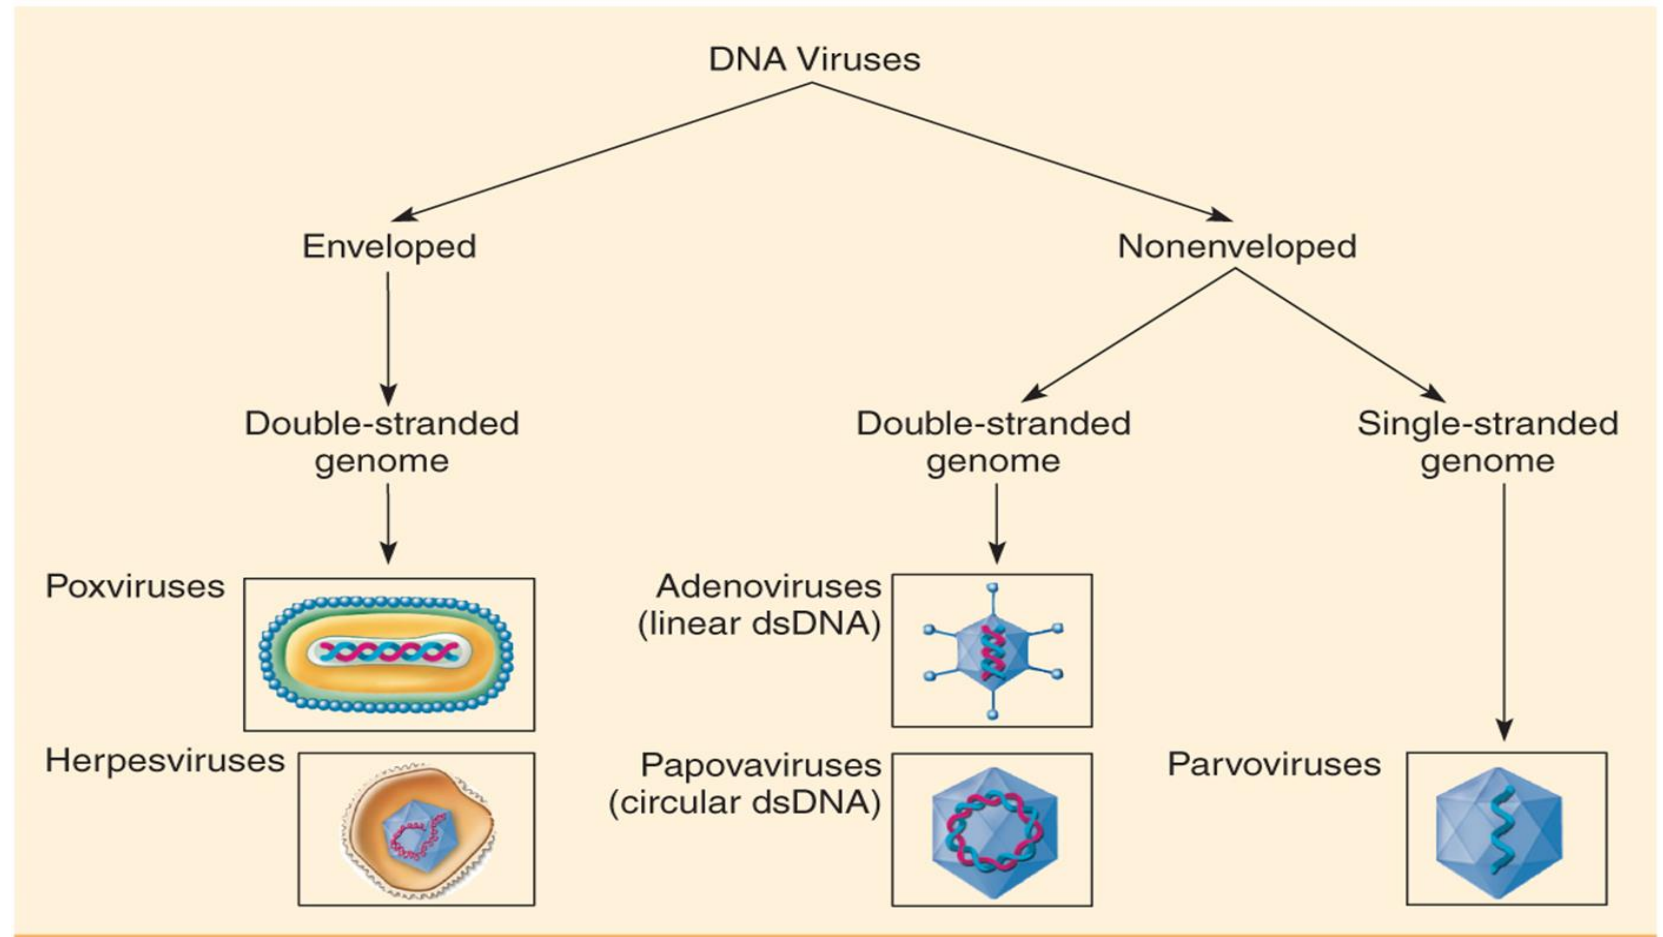 DNA Viruses
Enveloped
Nonenveloped
Double-stranded
genome
Double-stranded
genome
Single-stranded
genome
Poxviruses
Adenoviruses
(linear dsDNA)
Herpesviruses
Papovaviruses
(circular dsDNA)
Parvoviruses